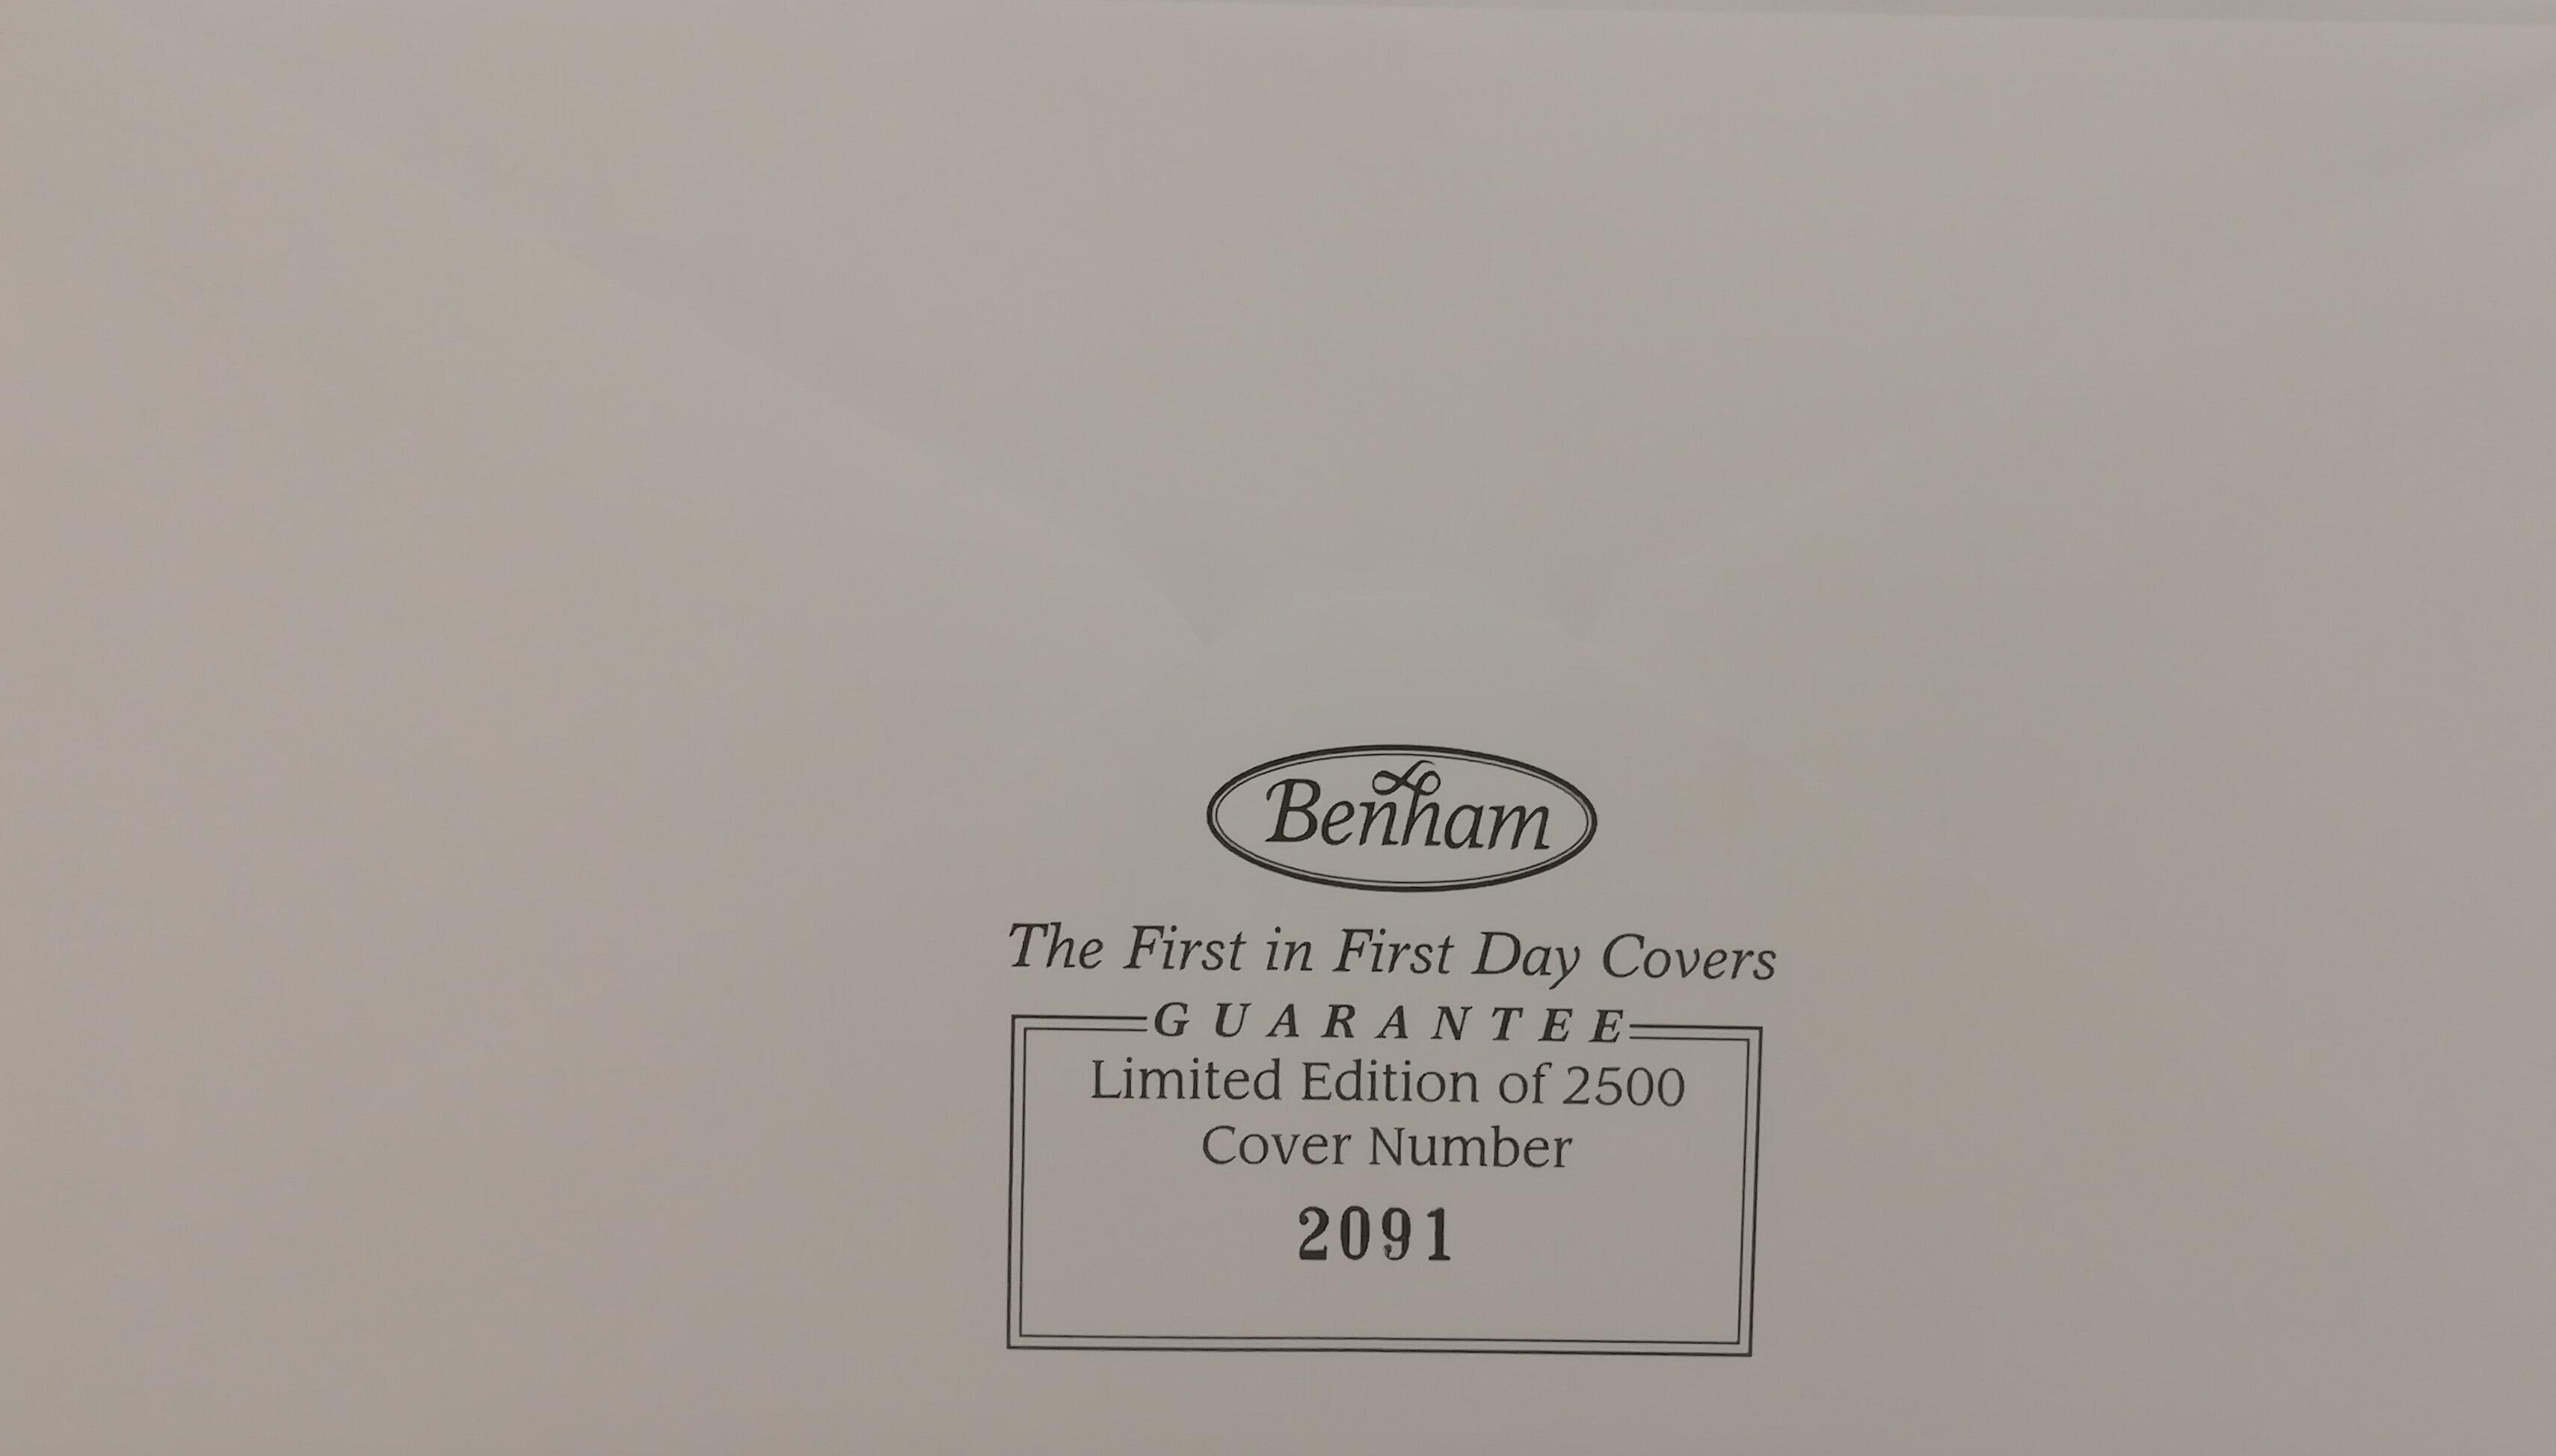 Benham
The First in First Day Covers
GUARANTEE
Limited Edition of 2500
Cover Number
2091